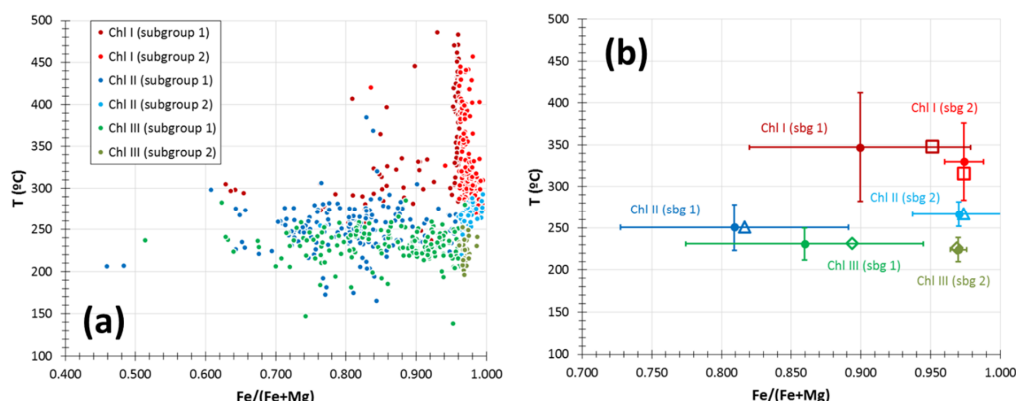 500
450
400
350
300
250
200
150
100
T (ºC)
Chl I (subgroup 1)
Chl I (subgroup 2)
Chl II (subgroup 1)
Chl II (subgroup 2)
Chl III (subgroup 1)
Chl III (subgroup 2)
(a)
0.400 0.500 0.600 0.700 0.800 0.900 1.000
Fe/(Fe+Mg)
500
450
400
350
300
250
200
150
100
T (ºC)
(b)
Chl I (sbg 2)
Chl I (sbg 1)
Chl II (sbg 2)
Chl II (sbg 1)
Chl III (sbg 1)
Chl III (sbg 2)
0.700 0.750 0.800 0.850 0.900 0.950 1.000
Fe/(Fe+Mg)